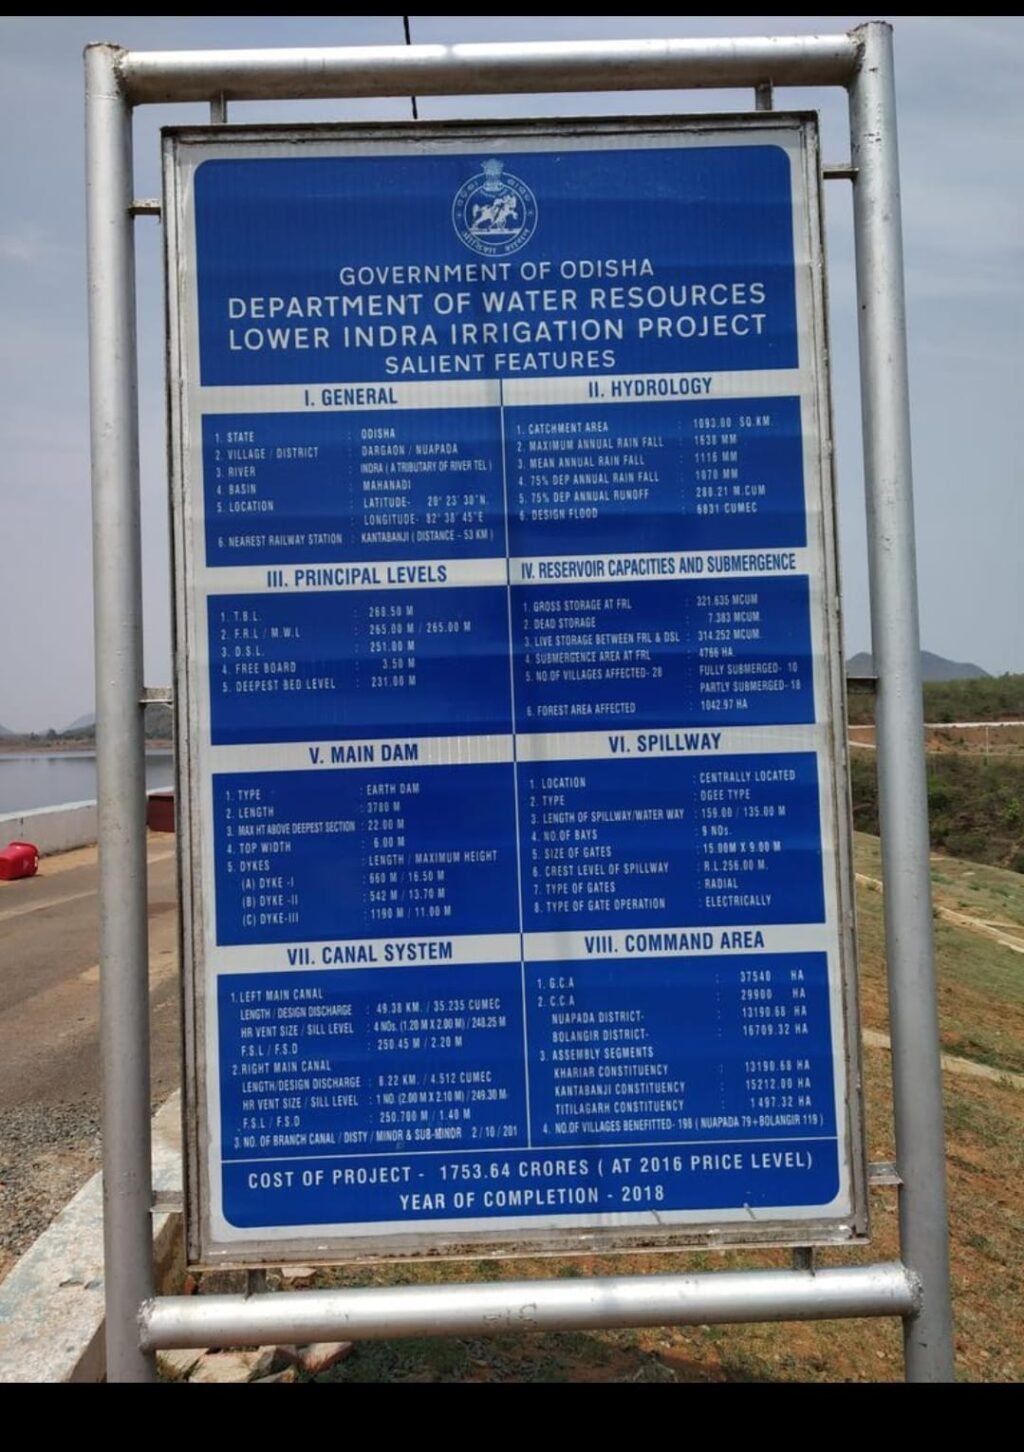 GOVERNMENT OF ODISHA
DEPARTMENT OF WATER RESOURCES
LOWER INDRA IRRIGATION PROJECT
SALIENT FEATURES
I. GENERAL
1. STATE : ODISHA
2. VILLAGE / DISTRICT : DARGAON / NUAPADA
3. RIVER : INDRA ( A TRIBUTARY OF RIVER TEL )
4. BASIN : MAHANADI
5. LOCATION : LATITUDE- 20° 23' 30"N.
: LONGITUDE- 82° 38' 45"E
6. NEAREST RAILWAY STATION : KANTABANJI ( DISTANCE - 53 KM )
II. HYDROLOGY
1. CATCHMENT AREA : 1093.00 SQ.KM.
2. MAXIMUM ANNUAL RAIN FALL : 1638 MM
3. MEAN ANNUAL RAIN FALL : 1116 MM
4. 75% DEP ANNUAL RAIN FALL : 1070 MM
5. 75% DEP ANNUAL RUNOFF : 288.21 M.CUM
6. DESIGN FLOOD : 6831 CUMEC
III. PRINCIPAL LEVELS
1. T.B.L. : 268.50 M
2. F.R.L / M.W.L : 265.00 M / 265.00 M
3. D.S.L. : 251.00 M
4. FREE BOARD : 3.50 M
5. DEEPEST BED LEVEL : 231.00 M
IV. RESERVOIR CAPACITIES AND SUBMERGENCE
1. GROSS STORAGE AT FRL : 321.635 MCUM
2. DEAD STORAGE : 7.383 MCUM
3. LIVE STORAGE BETWEEN FRL & DSL : 314.252 MCUM.
4. SUBMERGENCE AREA AT FRL : 4766 HA
5. NO.OF VILLAGES AFFECTED- 28 : FULLY SUBMERGED- 10
PARTLY SUBMERGED- 18
6. FOREST AREA AFFECTED : 1042.97 HA
V. MAIN DAM
1. TYPE : EARTH DAM
2. LENGTH : 3780 M
3. MAX HT ABOVE DEEPEST SECTION : 22.00 M
4. TOP WIDTH : 6.00 M
5. DYKES : LENGTH / MAXIMUM HEIGHT
(A) DYKE -I : 660 M / 16.50 M
(B) DYKE -II : 542 M / 13.70 M
(C) DYKE-III : 1190 M / 11.00 M
VI. SPILLWAY
1. LOCATION : CENTRALLY LOCATED
2. TYPE : OGEE TYPE
3. LENGTH OF SPILLWAY/WATER WAY : 159.00 / 135.00 M
4. NO.OF BAYS : 9 NOs.
5. SIZE OF GATES : 15.00M X 9.00 M
6. CREST LEVEL OF SPILLWAY : R.L.256.00 M.
7. TYPE OF GATES : RADIAL
8. TYPE OF GATE OPERATION : ELECTRICALLY
VII. CANAL SYSTEM
1.LEFT MAIN CANAL
LENGTH / DESIGN DISCHARGE : 49.38 KM. / 35.235 CUMEC
HR VENT SIZE / SILL LEVEL : 4 NOs. (1.20 M X 2.00 M) / 248.25 M
F.S.L / F.S.D : 250.45 M / 2.20 M
2.RIGHT MAIN CANAL
LENGTH/DESIGN DISCHARGE : 8.22 KM. / 4.512.CUMEC
HR VENT SIZE / SILL LEVEL : 1 NO. (2.00 M X 2.10 M) / 249.30 M
F.S.L / F.S.D : 250.700 M / 1.40 M
3.NO. OF BRANCH CANAL / DISTY / MINOR & SUB-MINOR 2 / 10 / 201
VIII. COMMAND AREA
1. G.C.A : 37540 HA
2. C.C.A : 29900 HA
NUAPADA DISTRICT- 13190.68 HA
BOLANGIR DISTRICT- 16709.32 HA
3. ASSEMBLY SEGMENTS
KHARIAR CONSTITUENCY : 13190.68 HA
KANTABANJI CONSTITUENCY : 15212.00 HA
TITILAGARH CONSTITUENCY : 1497.32 HA
4. NO.OF VILLAGES BENEFITTED- 198 ( NUAPADA 79+BOLANGIR 119 )
COST OF PROJECT - 1753.64 CRORES ( AT 2016 PRICE LEVEL)
YEAR OF COMPLETION - 2018